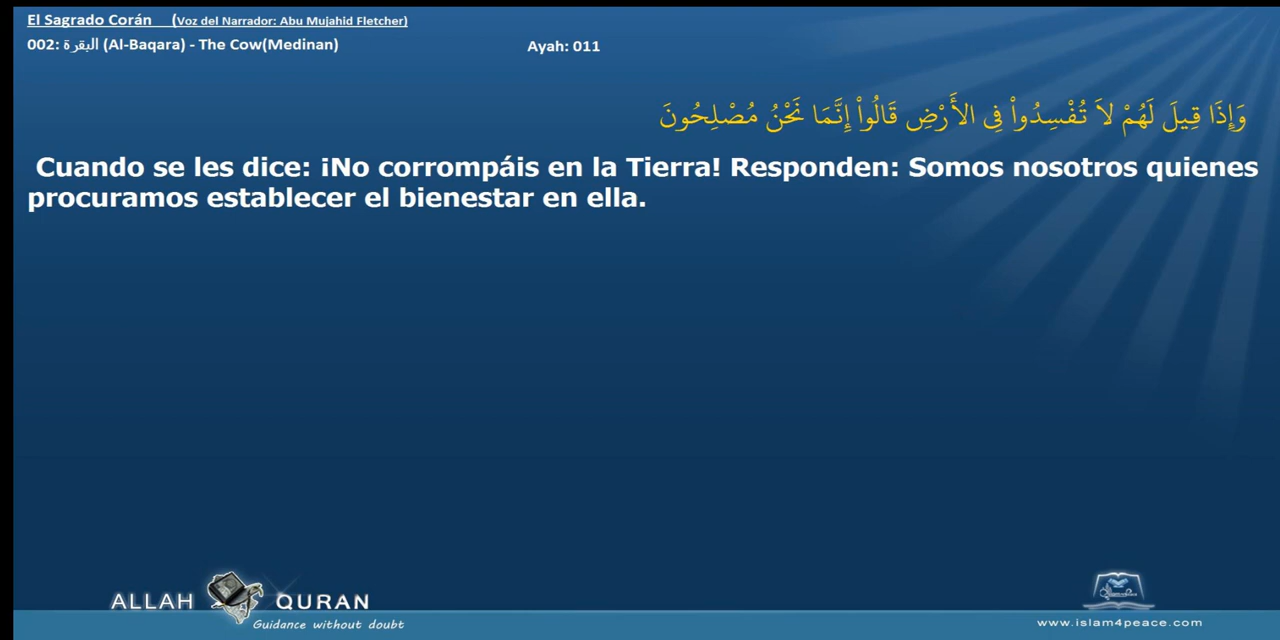 El Sagrado Corán (Voz del Narrador: Abu Mujahid Fletcher)
002: البقرة (Al-Baqara) - The Cow(Medinan) Ayah: 011
وَإِذَا قِيلَ لَهُمْ لاَ تُفْسِدُواْ فِي الأَرْضِ قَالُواْ إِنَّمَا نَحْنُ مُصْلِحُونَ
Cuando se les dice: ¡No corrompáis en la Tierra! Responden: Somos nosotros quienes
procuramos establecer el bienestar en ella.
ALLAH QURAN
Guidance without doubt
www.islam4peace.com